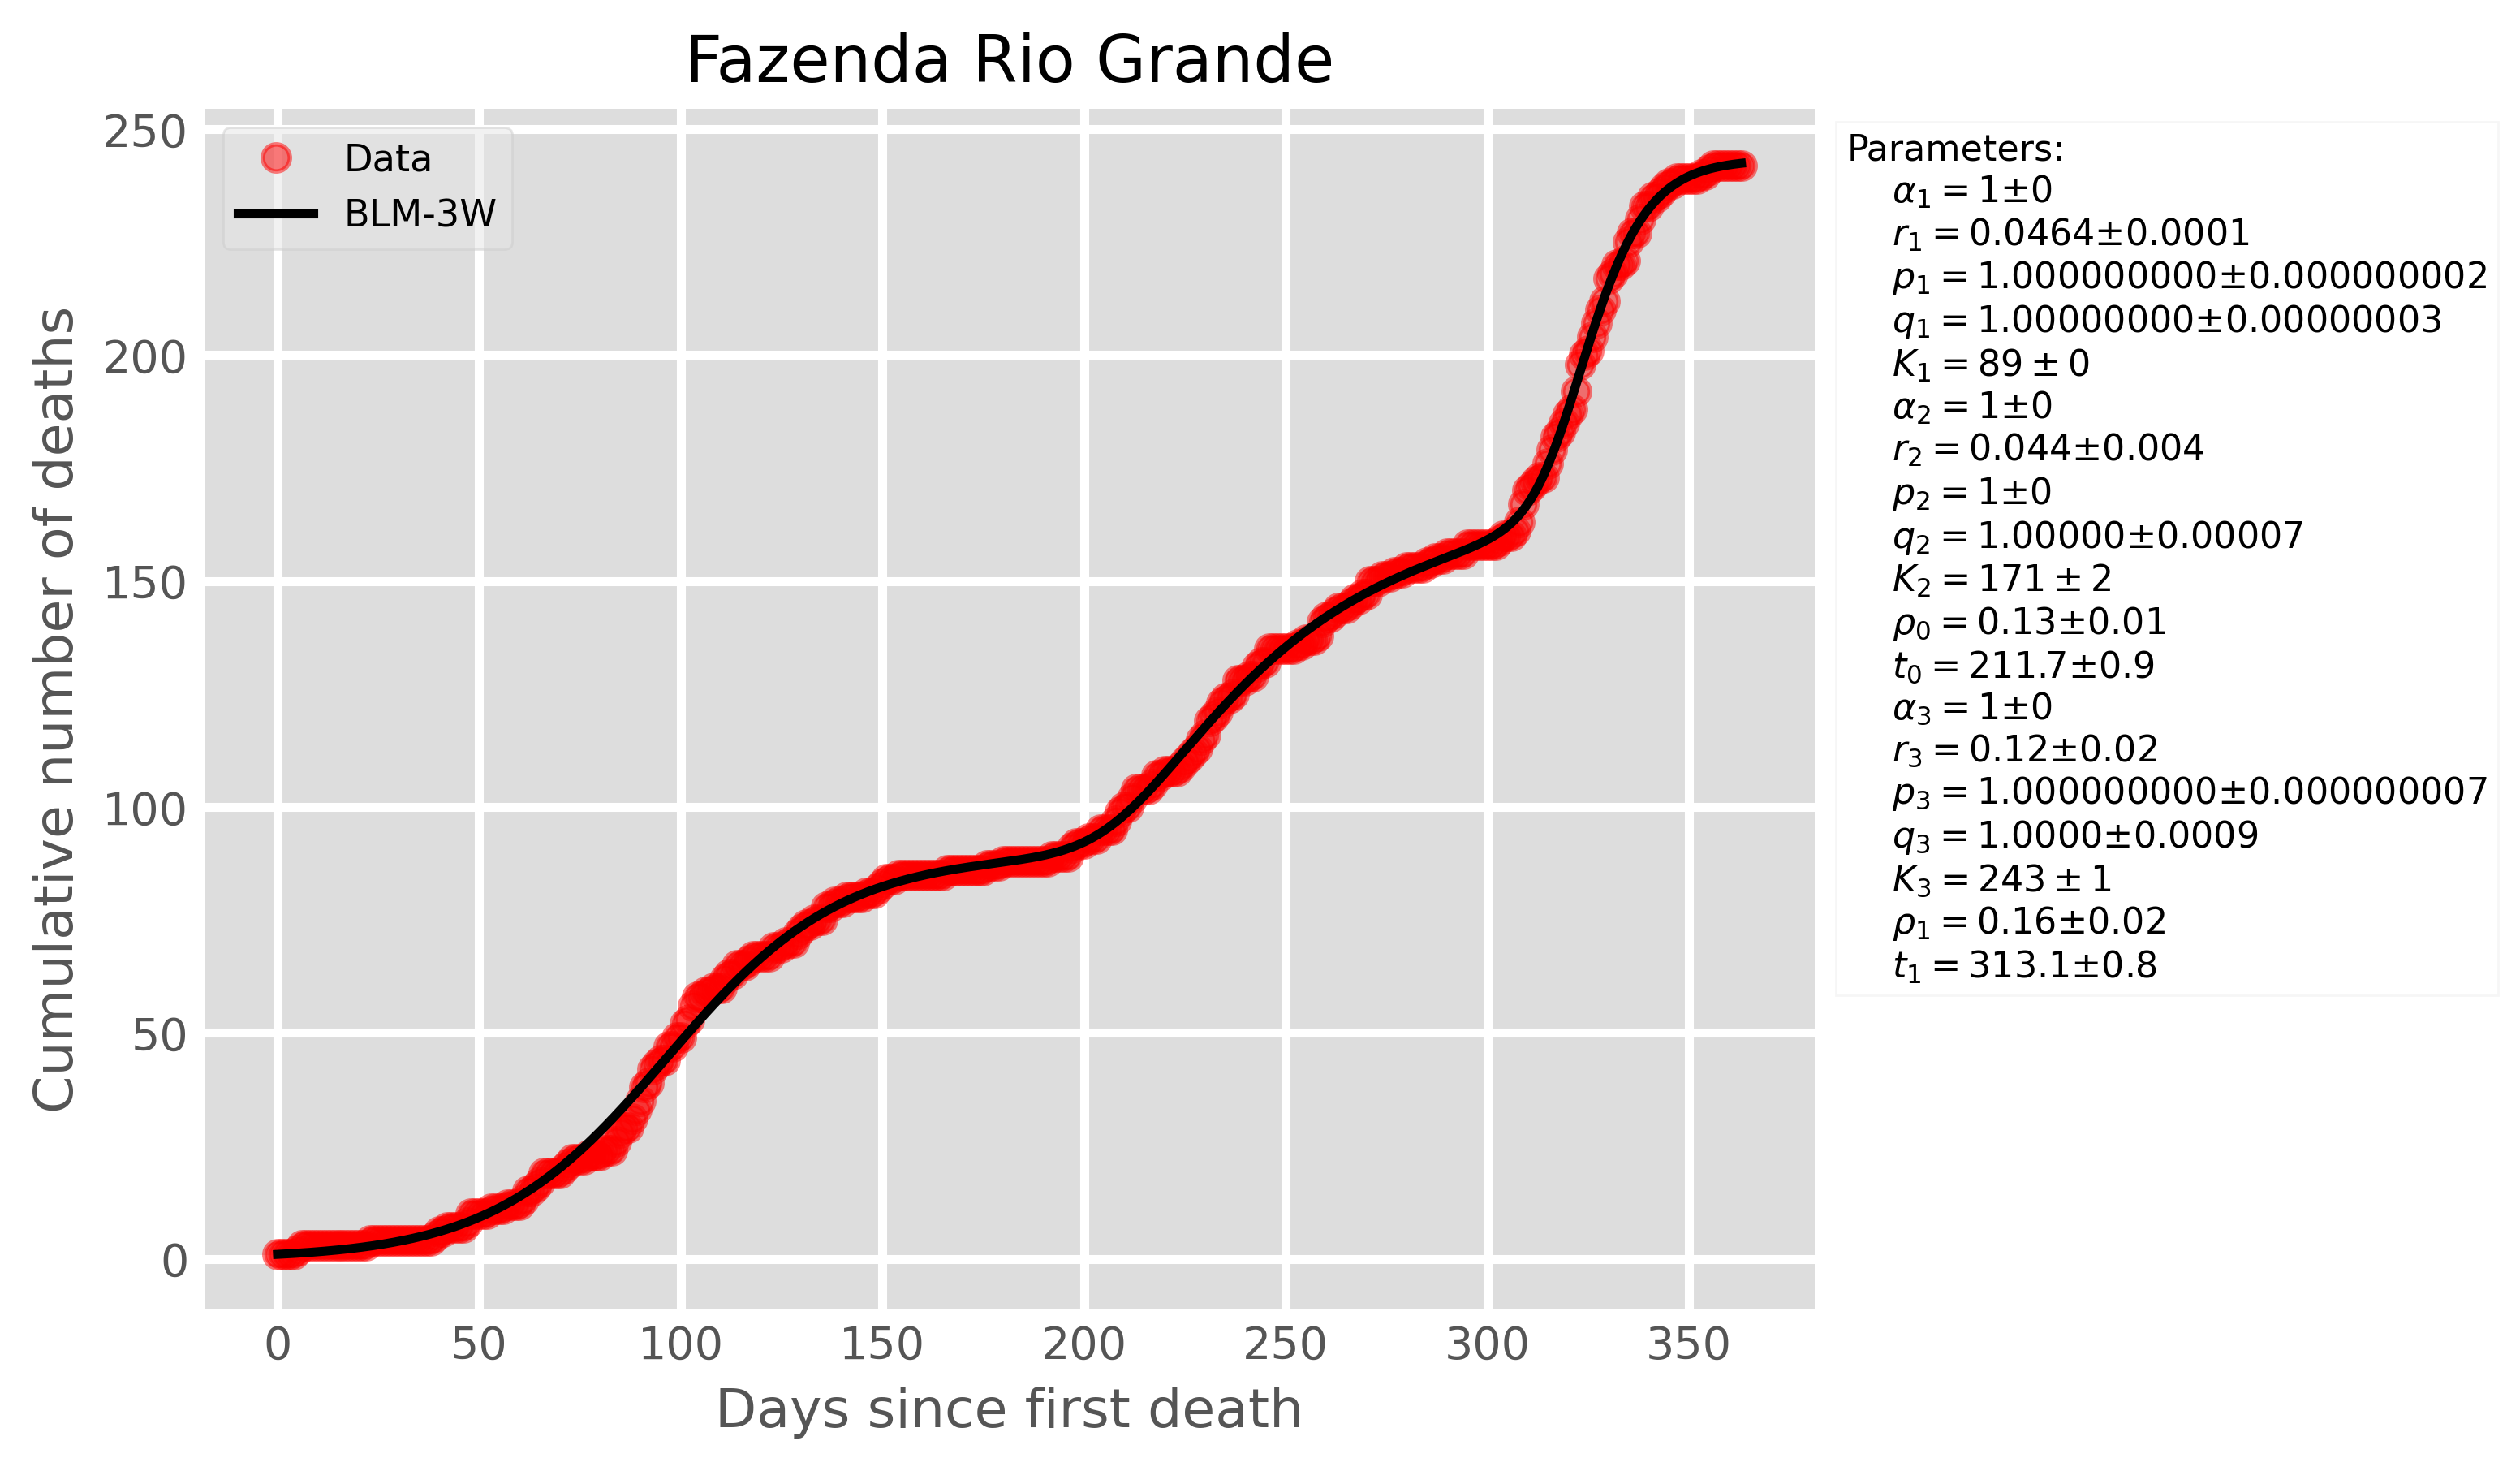 Fazenda Rio Grande
Cumulative number of deaths
250
200
150
100
50
0
Data
BLM-3W
0 50 100 150 200 250 300 350
Days since first death
Parameters:
α₁ = 1±0
r₁ = 0.0464±0.0001
p₁ = 1.000000000±0.000000002
q₁ = 1.00000000±0.00000003
K₁ = 89 ± 0
α₂ = 1±0
r₂ = 0.044±0.004
p₂ = 1±0
q₂ = 1.00000±0.00007
K₂ = 171 ± 2
ρ₀ = 0.13±0.01
t₀ = 211.7±0.9
α₃ = 1±0
r₃ = 0.12±0.02
p₃ = 1.000000000±0.000000007
q₃ = 1.0000±0.0009
K₃ = 243 ± 1
ρ₁ = 0.16±0.02
t₁ = 313.1±0.8